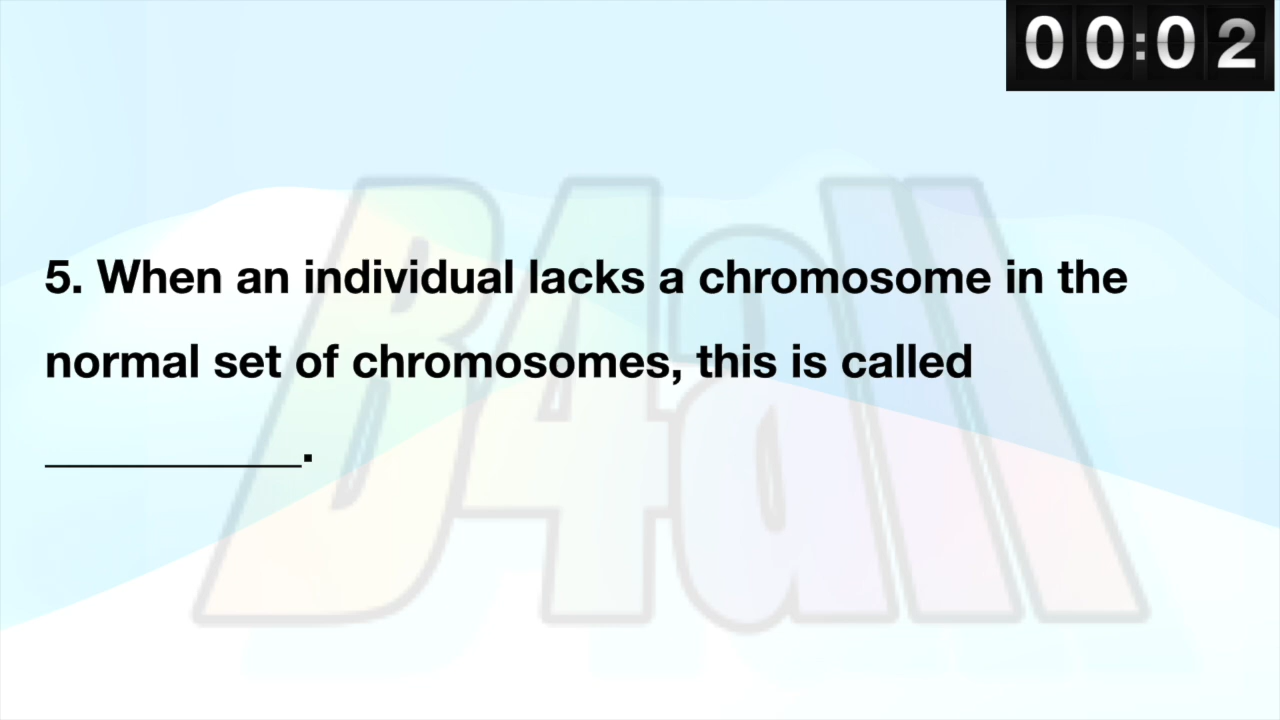 00:02
5. When an individual lacks a chromosome in the
normal set of chromosomes, this is called
___________.
B4all